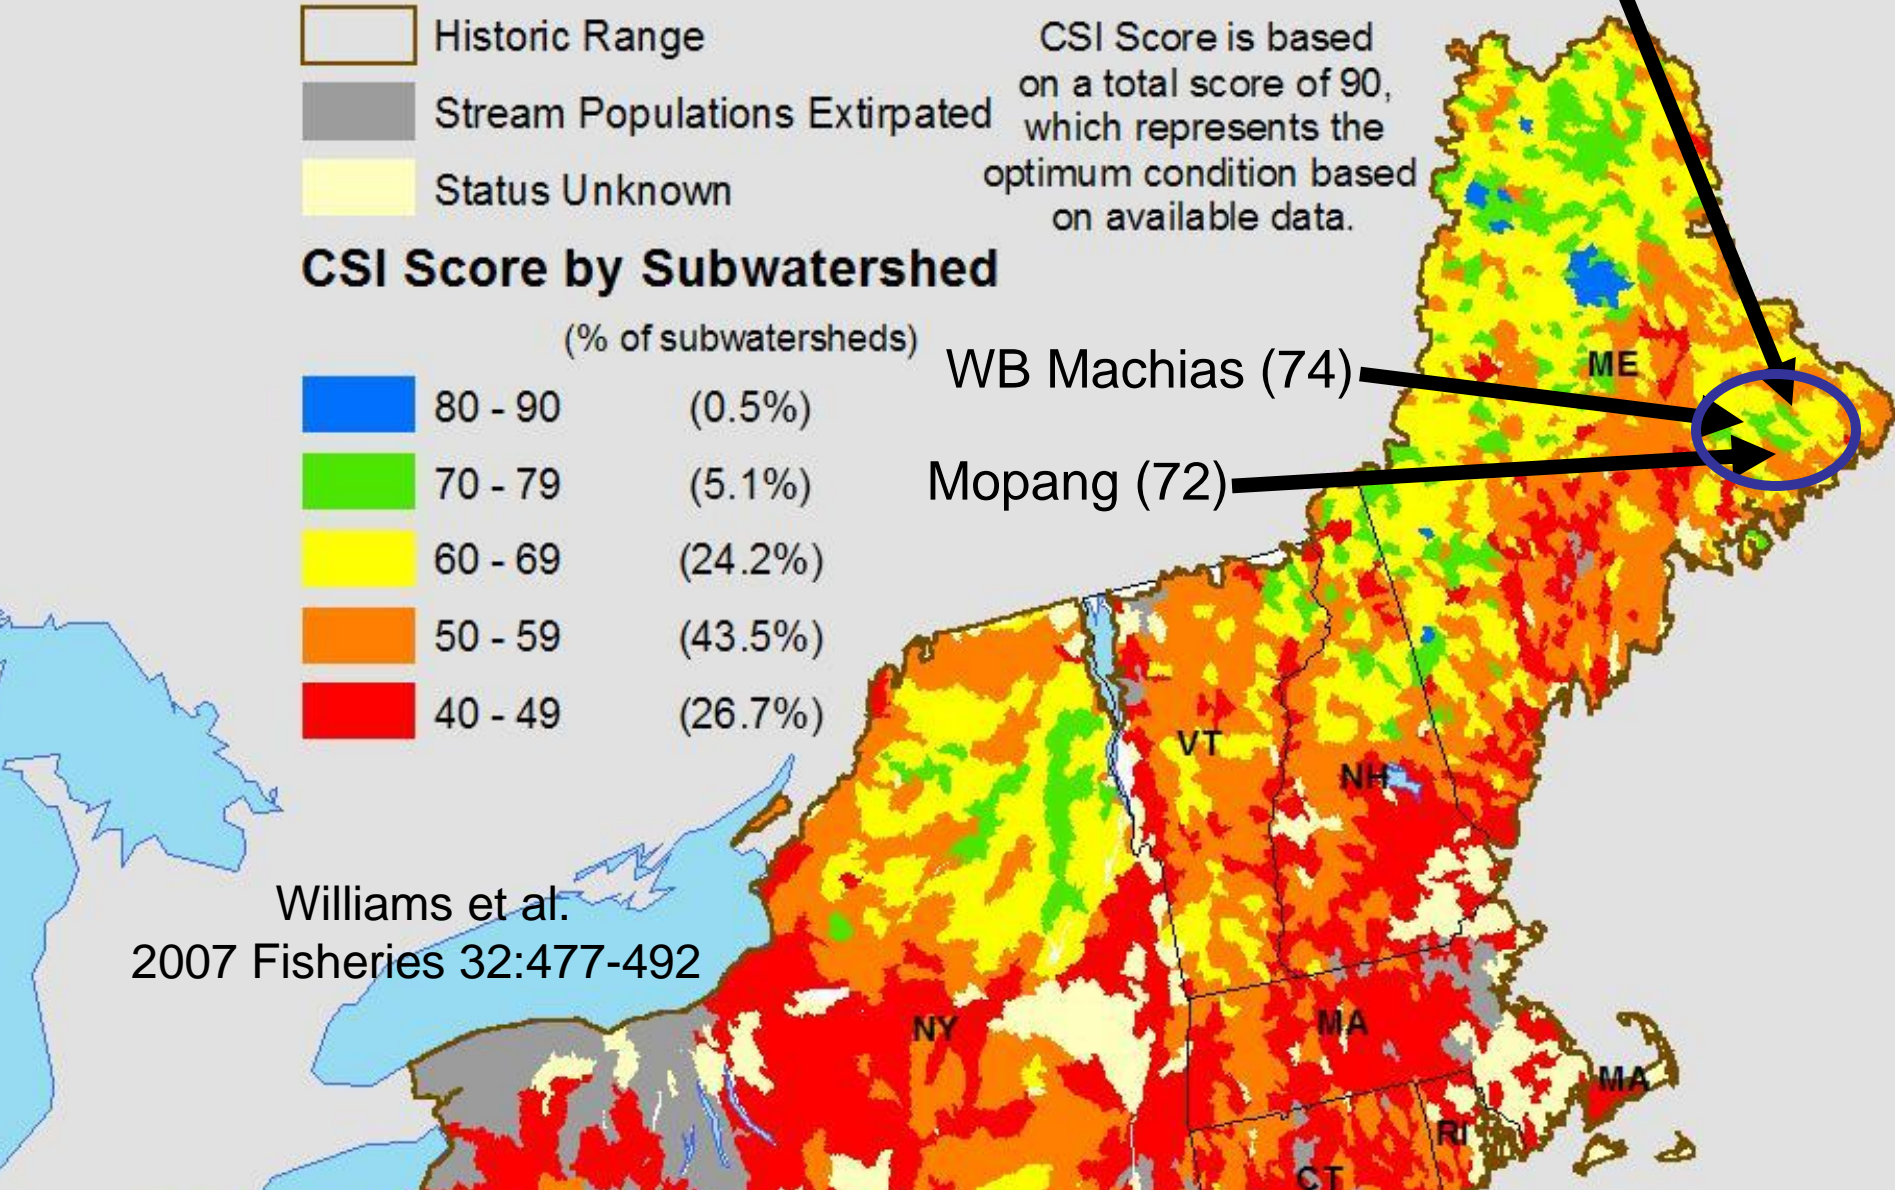 Historic Range
Stream Populations Extirpated
Status Unknown
CSI Score is based
on a total score of 90,
which represents the
optimum condition based
on available data.
CSI Score by Subwatershed
(% of subwatersheds)
80 - 90 (0.5%)
70 - 79 (5.1%)
60 - 69 (24.2%)
50 - 59 (43.5%)
40 - 49 (26.7%)
WB Machias (74)
Mopang (72)
ME
VT
NH
Williams et al.
2007 Fisheries 32:477-492
NY
MA
MA
RI
CT